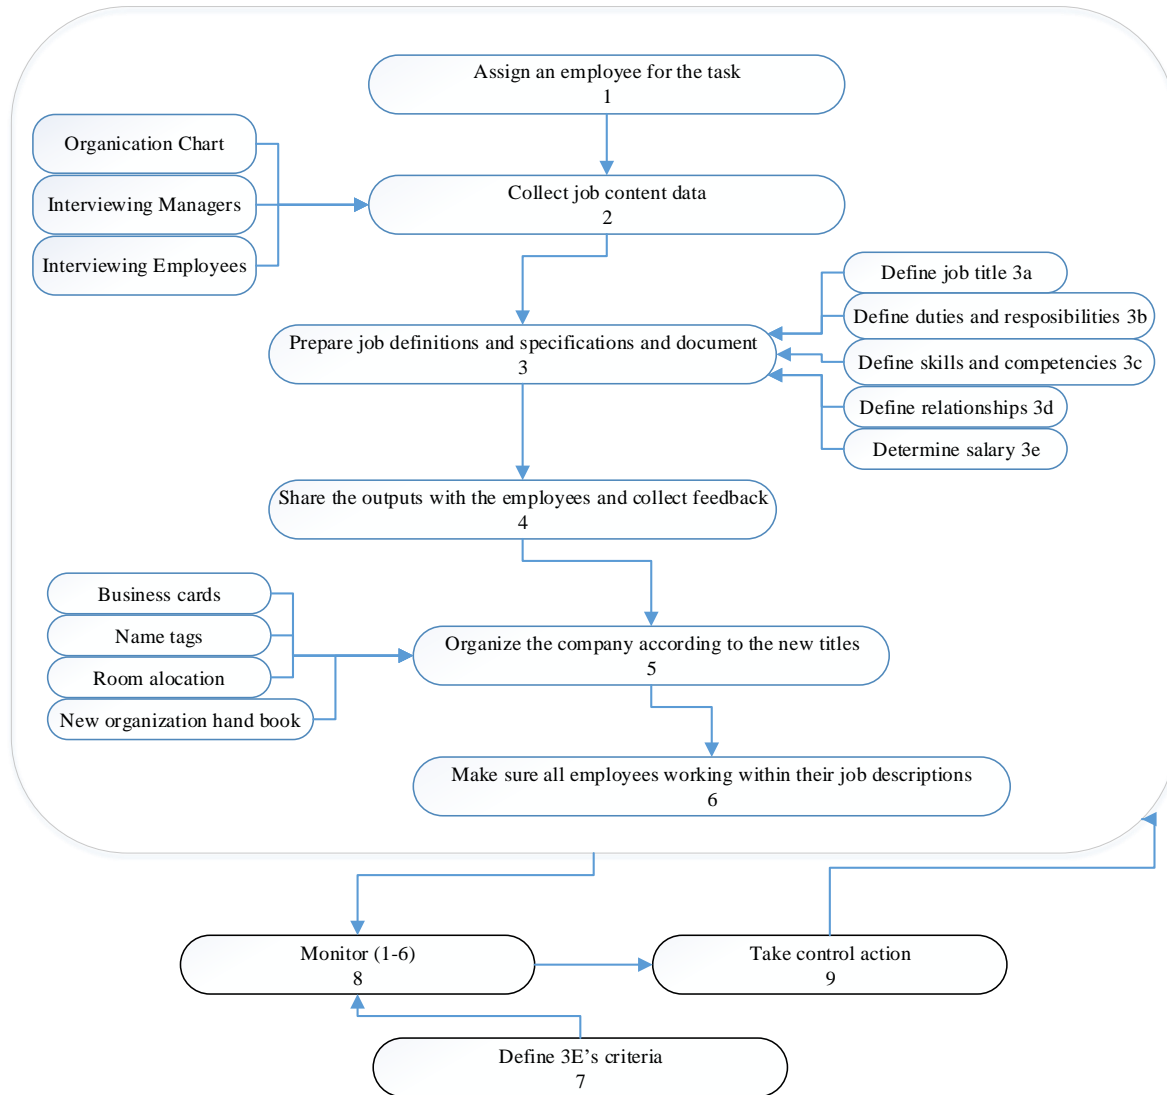 Assign an employee for the task
1
Organication Chart
Interviewing Managers
Interviewing Employees
Collect job content data
2
Define job title 3a
Define duties and resposibilities 3b
Define skills and competencies 3c
Define relationships 3d
Determine salary 3e
Prepare job definitions and specifications and document
3
Share the outputs with the employees and collect feedback
4
Business cards
Name tags
Room alocation
New organization hand book
Organize the company according to the new titles
5
Make sure all employees working within their job descriptions
6
Monitor (1-6)
8
Take control action
9
Define 3E’s criteria
7